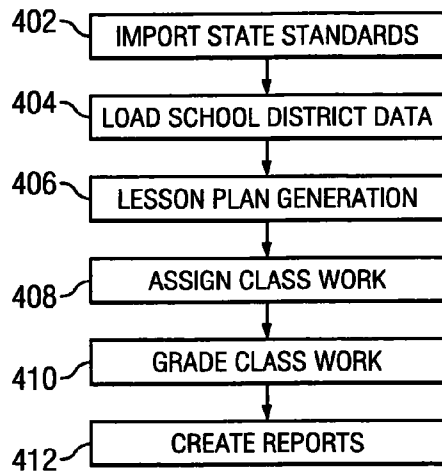 402 IMPORT STATE STANDARDS
404 LOAD SCHOOL DISTRICT DATA
406 LESSON PLAN GENERATION
408 ASSIGN CLASS WORK
410 GRADE CLASS WORK
412 CREATE REPORTS